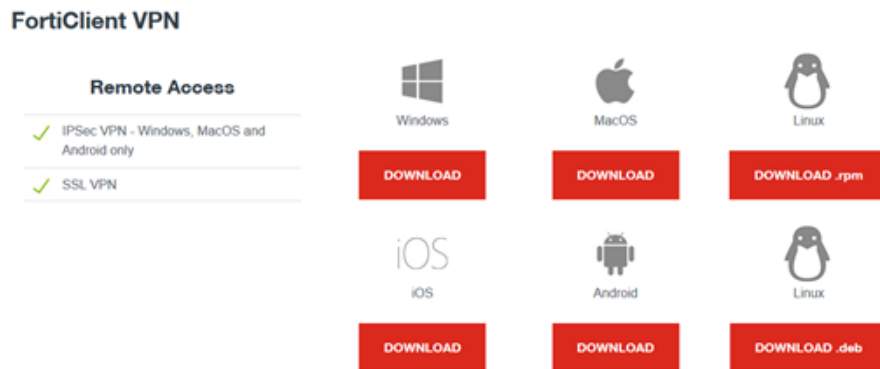 FortiClient VPN
Remote Access
IPSec VPN - Windows, MacOS and
Android only
SSL VPN
Windows
MacOS
Linux
DOWNLOAD
DOWNLOAD
DOWNLOAD .rpm
iOS
iOS
Android
Linux
DOWNLOAD
DOWNLOAD
DOWNLOAD .deb